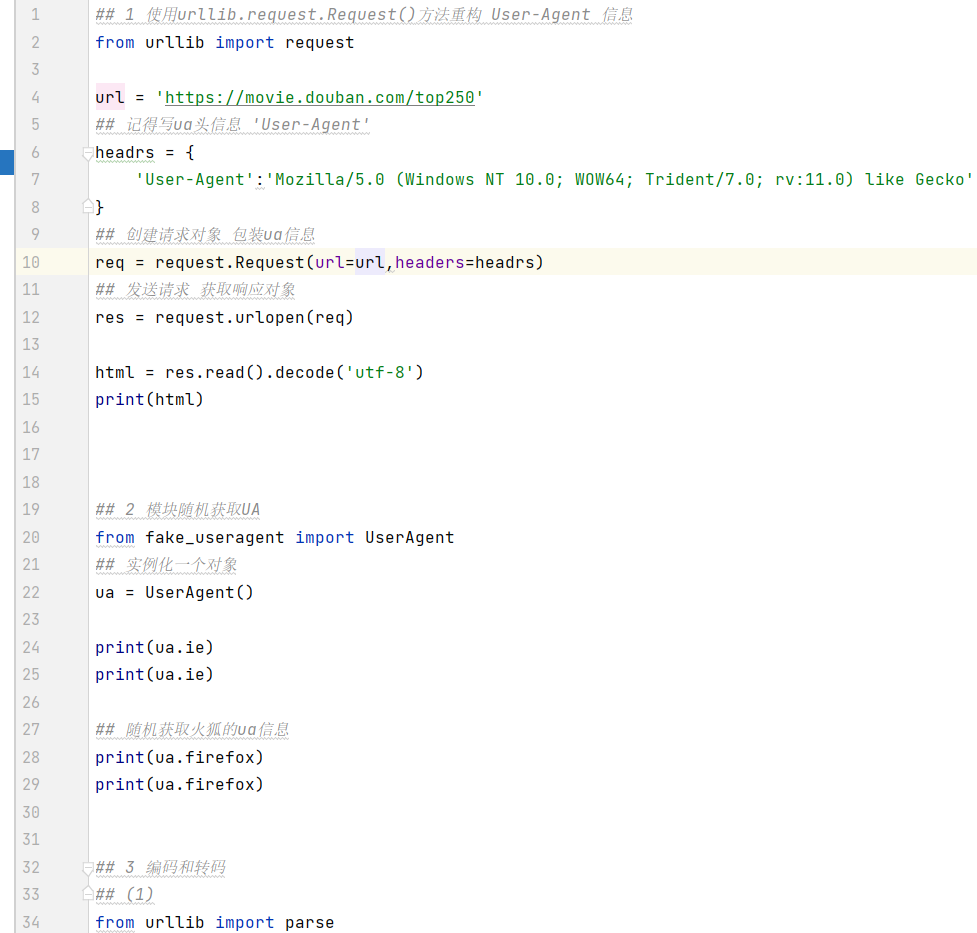 1 ## 1 使用urllib.request.Request()方法重构 User-Agent 信息
2 from urllib import request
3
4 url = 'https://movie.douban.com/top250'
5 ## 记得写ua头信息 'User-Agent'
6 headrs = {
7     'User-Agent':'Mozilla/5.0 (Windows NT 10.0; WOW64; Trident/7.0; rv:11.0) like Gecko'
8 }
9 ## 创建请求对象 包装ua信息
10 req = request.Request(url=url,headers=headrs)
11 ## 发送请求 获取响应对象
12 res = request.urlopen(req)
13
14 html = res.read().decode('utf-8')
15 print(html)
16
17
18
19 ## 2 模块随机获取UA
20 from fake_useragent import UserAgent
21 ## 实例化一个对象
22 ua = UserAgent()
23
24 print(ua.ie)
25 print(ua.ie)
26
27 ## 随机获取火狐的ua信息
28 print(ua.firefox)
29 print(ua.firefox)
30
31
32 ## 3 编码和转码
33 ## (1)
34 from urllib import parse